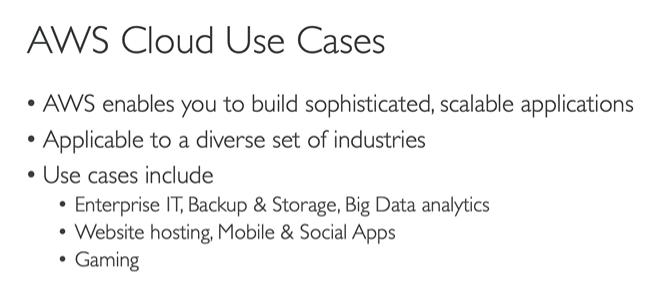 AWS Cloud Use Cases
• AWS enables you to build sophisticated, scalable applications
• Applicable to a diverse set of industries
• Use cases include
• Enterprise IT, Backup & Storage, Big Data analytics
• Website hosting, Mobile & Social Apps
• Gaming